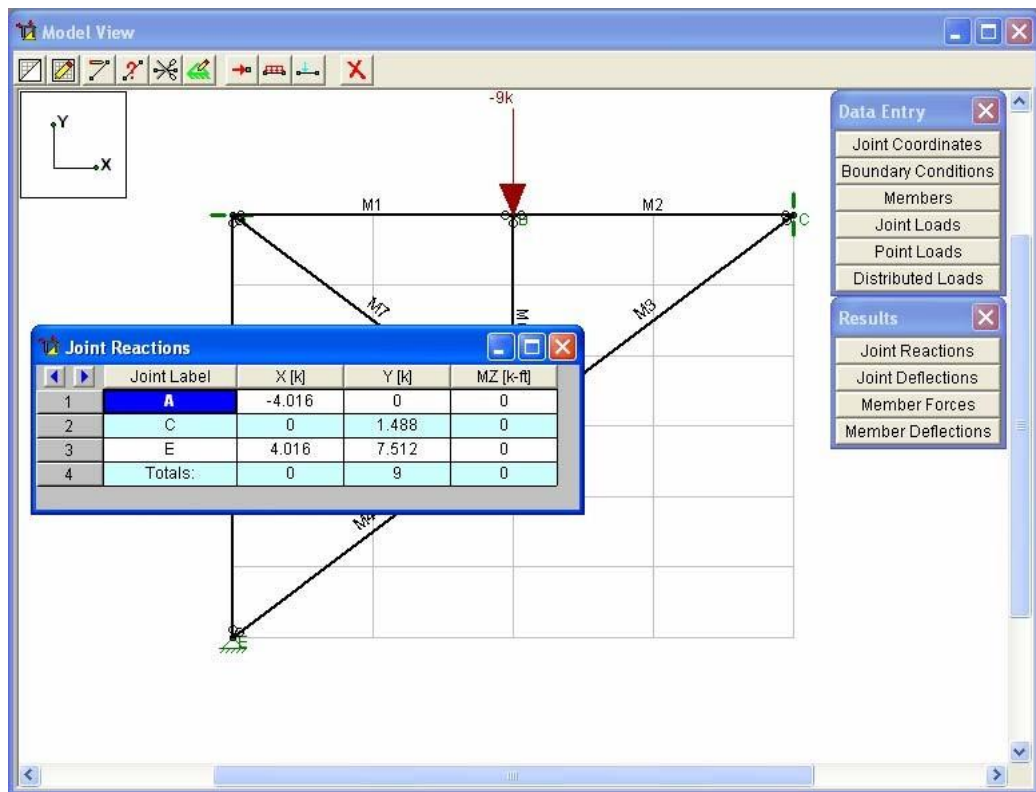 Model View
Y
X
-9k
M1
M2
B
C
M7
M3
M4
E
Data Entry
Joint Coordinates
Boundary Conditions
Members
Joint Loads
Point Loads
Distributed Loads
Results
Joint Reactions
Joint Deflections
Member Forces
Member Deflections
Joint Reactions
Joint Label X [k] Y [k] MZ [k-ft]
1 A -4.016 0 0
2 C 0 1.488 0
3 E 4.016 7.512 0
4 Totals: 0 9 0